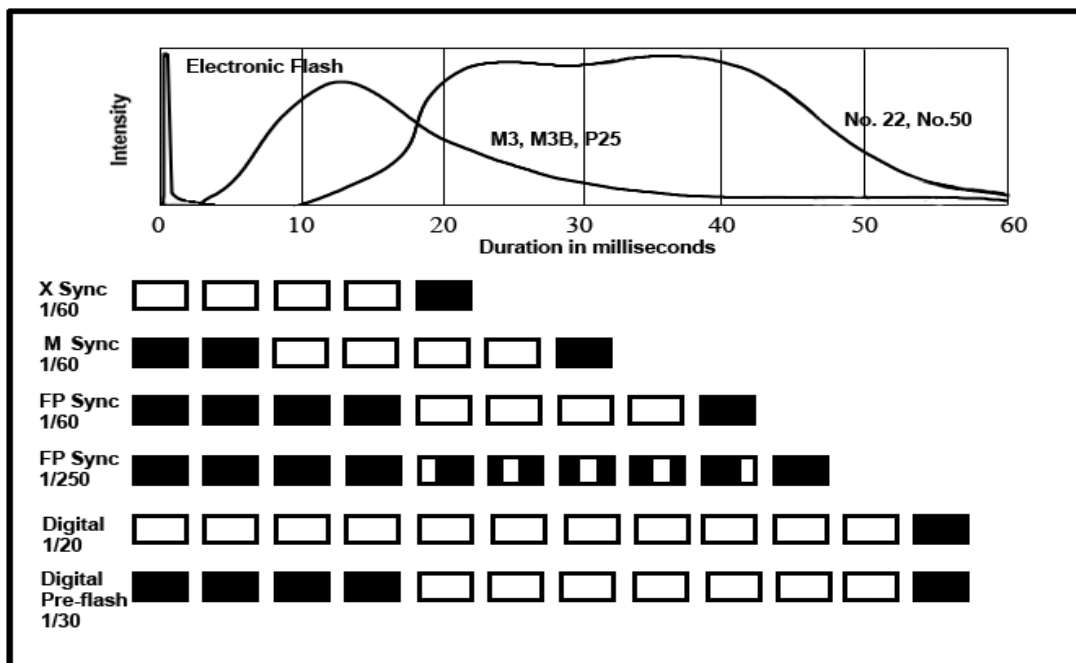 Electronic Flash
Intensity
M3, M3B, P25
No. 22, No.50
0 10 20 30 40 50 60
Duration in milliseconds
X Sync
1/60
M Sync
1/60
FP Sync
1/60
FP Sync
1/250
Digital
1/20
Digital
Pre-flash
1/30